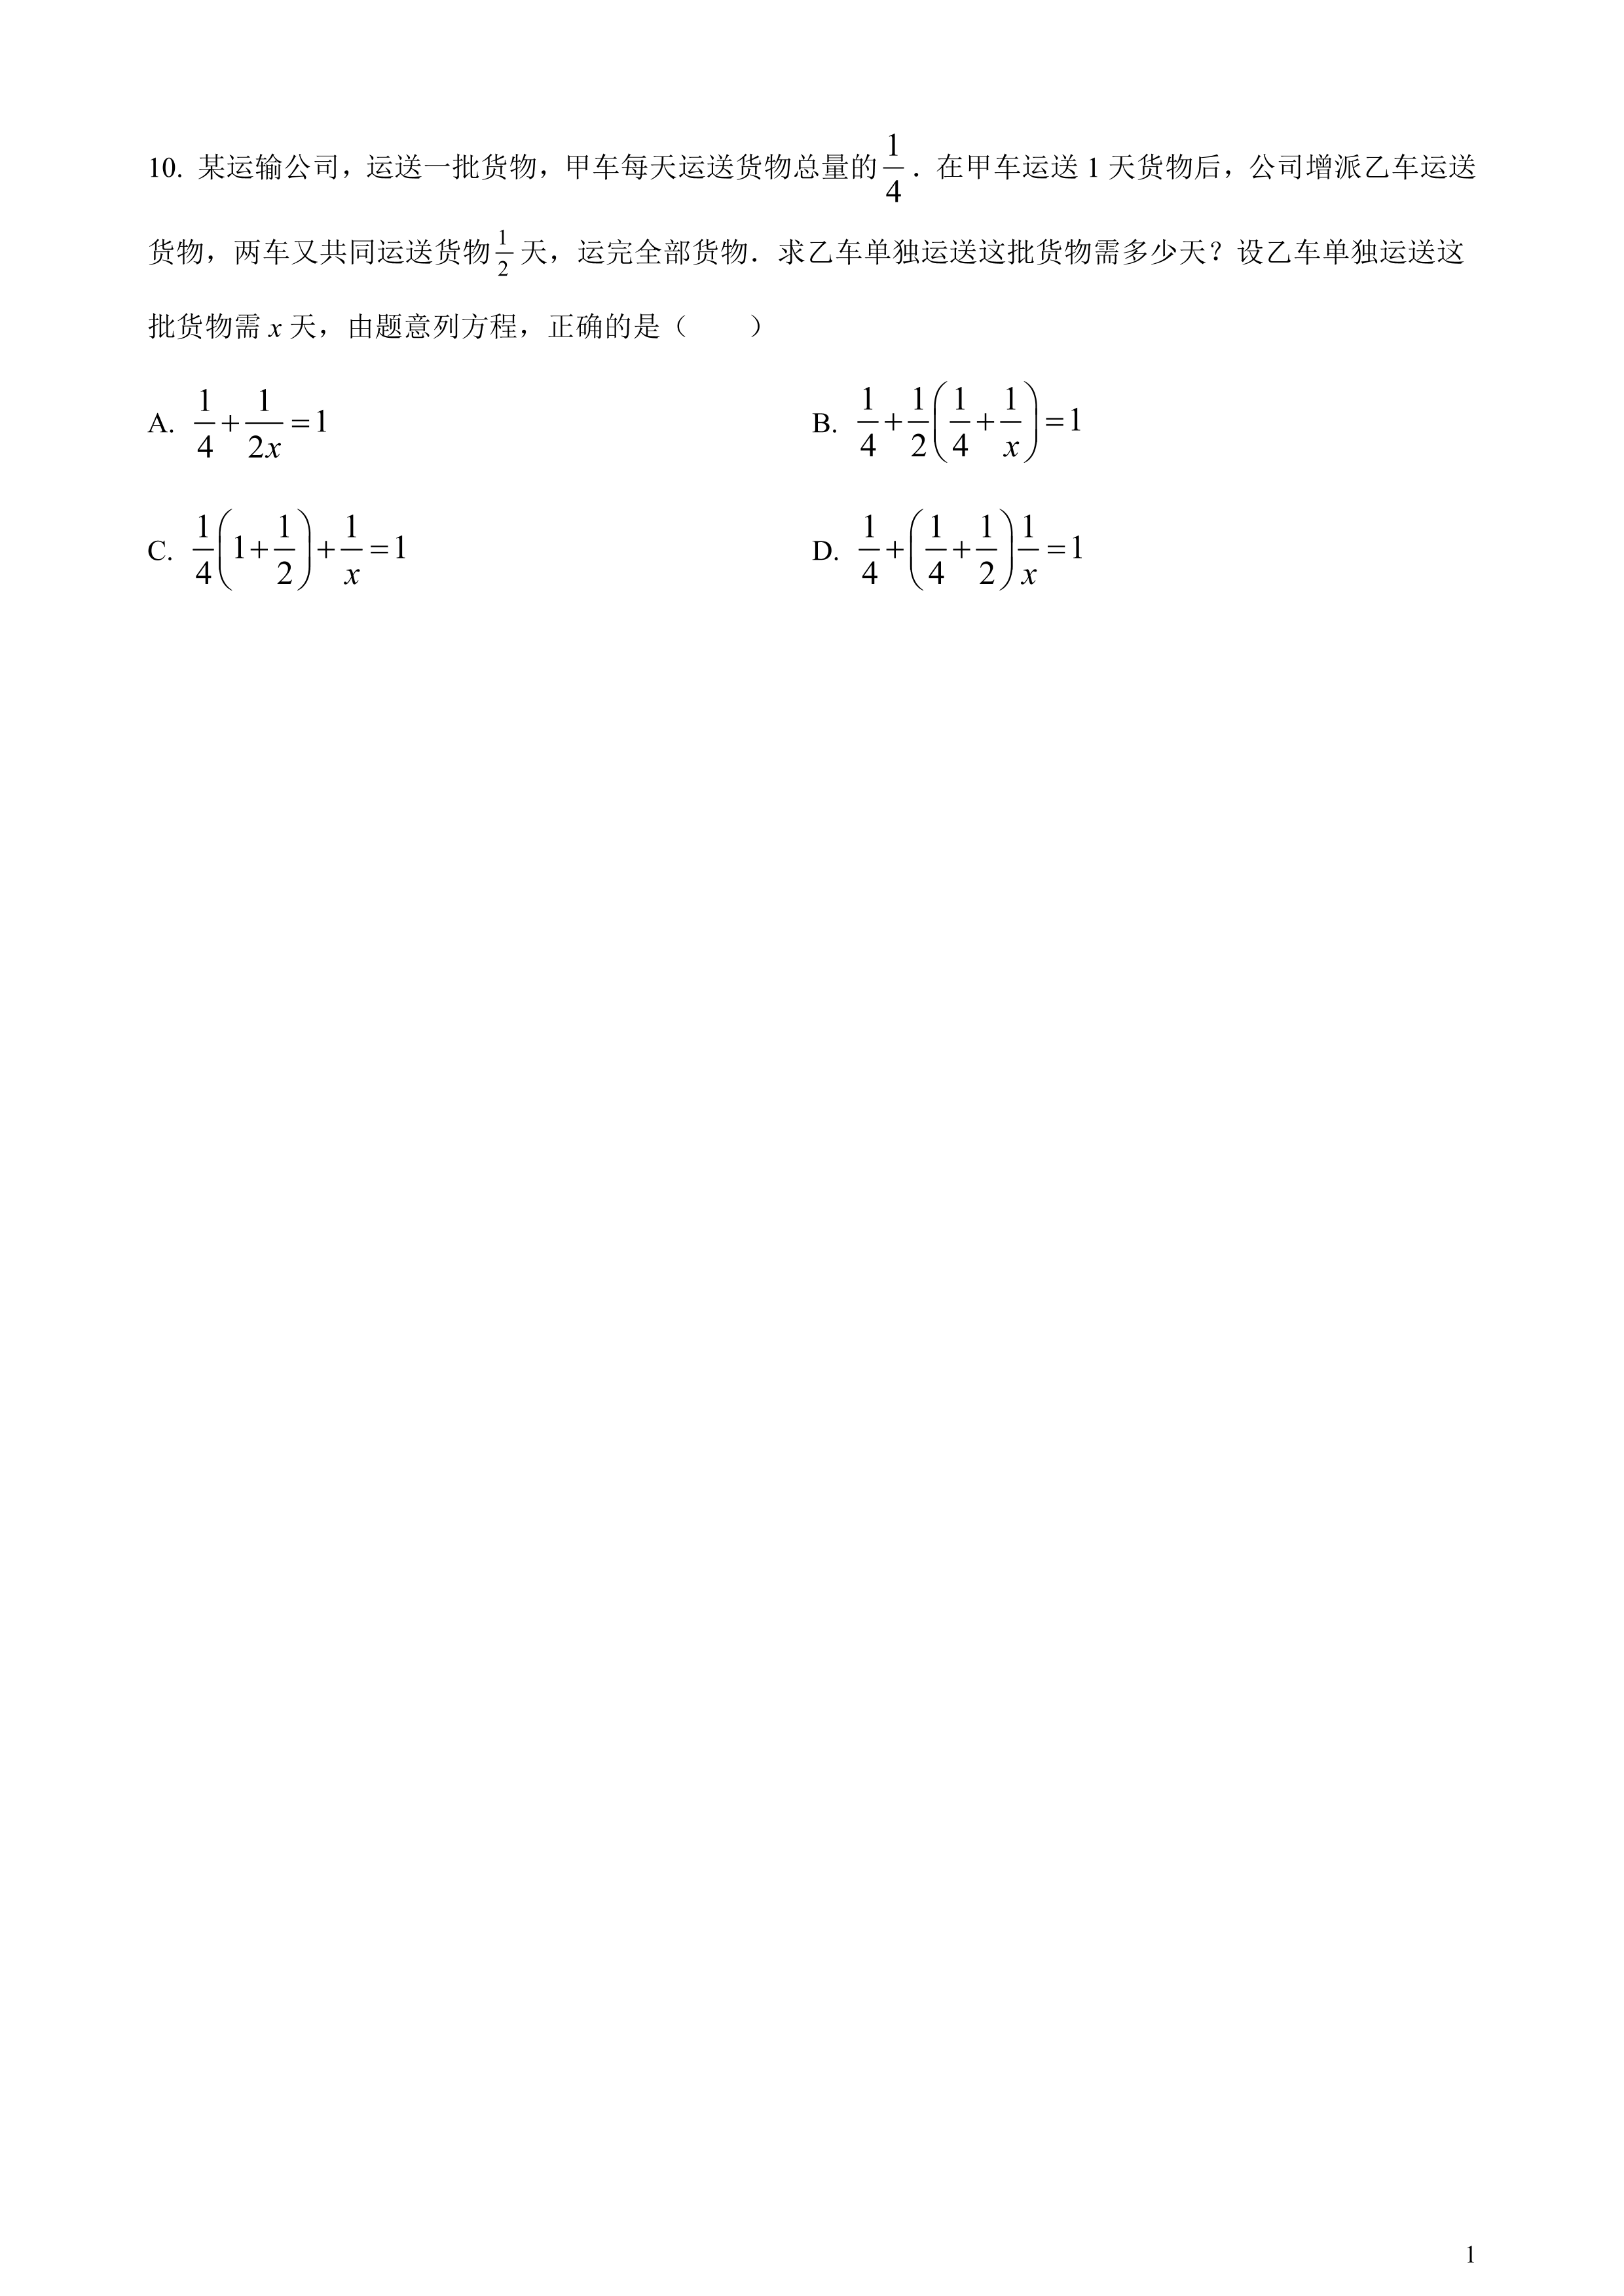 10. 某运输公司，运送一批货物，甲车每天运送货物总量的 $\frac{1}{4}$．在甲车运送 1 天货物后，公司增派乙车运送
货物，两车又共同运送货物 $\frac{1}{2}$ 天，运完全部货物．求乙车单独运送这批货物需多少天？设乙车单独运送这
批货物需 x 天，由题意列方程，正确的是（　　）
A. $\frac{1}{4}+\frac{1}{2x}=1$ B. $\frac{1}{4}+\frac{1}{2}\left(\frac{1}{4}+\frac{1}{x}\right)=1$
C. $\frac{1}{4}\left(1+\frac{1}{2}\right)+\frac{1}{x}=1$ D. $\frac{1}{4}+\left(\frac{1}{4}+\frac{1}{2}\right)\frac{1}{x}=1$
1